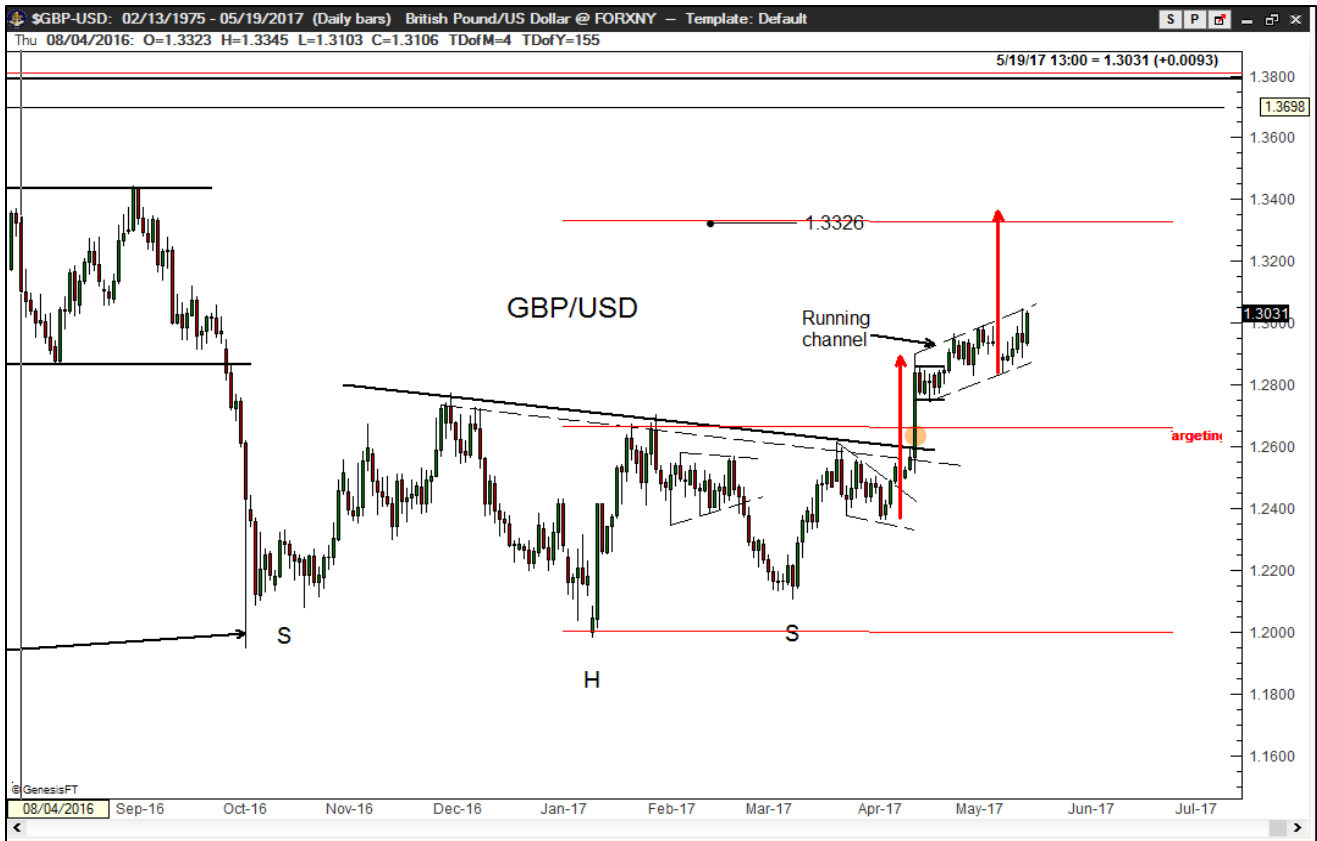 $GBP-USD: 02/13/1975 - 05/19/2017 (Daily bars) British Pound/US Dollar @ FORXNY — Template: Default
S P
Thu 08/04/2016: O=1.3323 H=1.3345 L=1.3103 C=1.3106 TDofM=4 TDofY=155
5/19/17 13:00 = 1.3031 (+0.0093)
1.3800
1.3698
1.3600
1.3400
1.3326
1.3200
GBP/USD
Running
channel
1.3031
1.3000
1.2800
argeting
1.2600
1.2400
1.2200
S
S
1.2000
H
1.1800
1.1600
© GenesisFT
08/04/2016 Sep-16 Oct-16 Nov-16 Dec-16 Jan-17 Feb-17 Mar-17 Apr-17 May-17 Jun-17 Jul-17